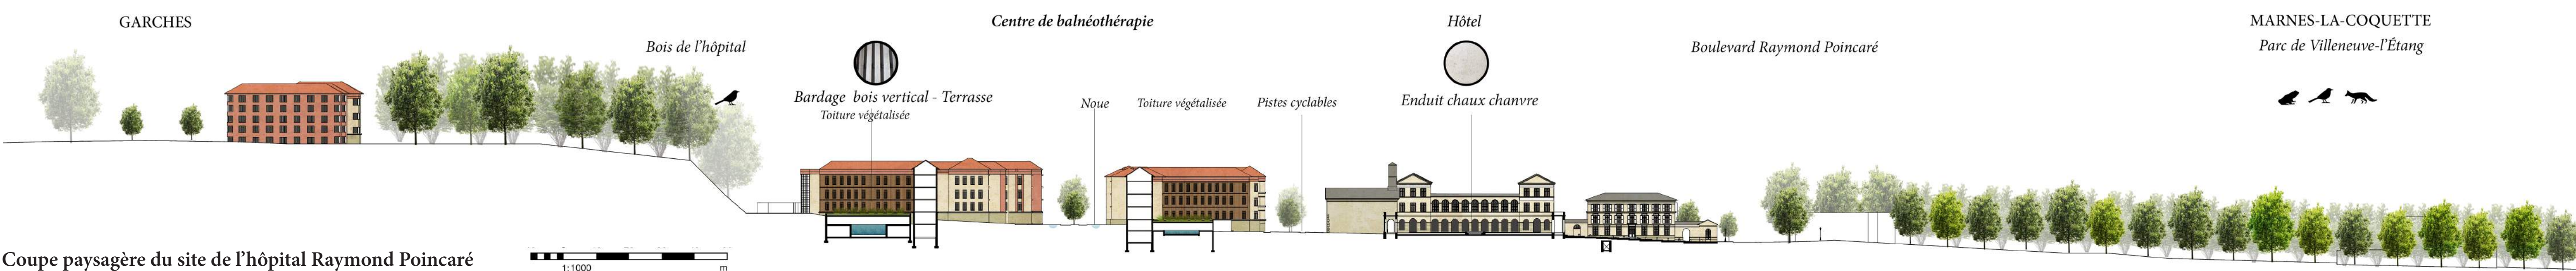 GARCHES
Bois de l'hôpital
Centre de balnéothérapie
Bardage bois vertical - Terrasse
Toiture végétalisée
Noue
Toiture végétalisée
Pistes cyclables
Hôtel
Enduit chaux chanvre
Boulevard Raymond Poincaré
MARNES-LA-COQUETTE
Parc de Villeneuve-l'Étang
Coupe paysagère du site de l'hôpital Raymond Poincaré
1:1000
m